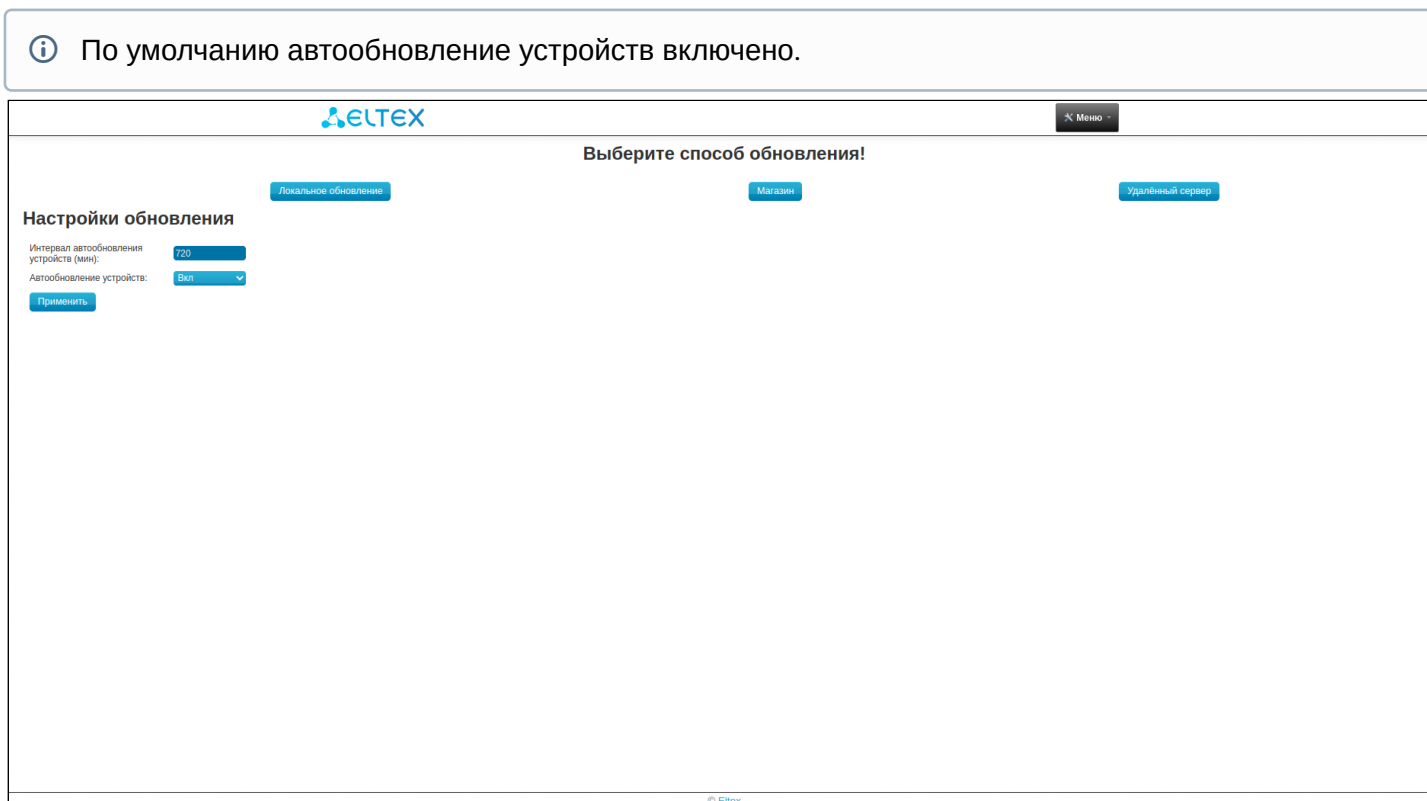 По умолчанию автообновление устройств включено.
ELTEX
Меню
Выберите способ обновления!
Локальное обновление
Магазин
Удалённый сервер
Настройки обновления
Интервал автообновления
устройств (мин):
720
Автообновление устройств:
Вкл
Применить
© Eltex